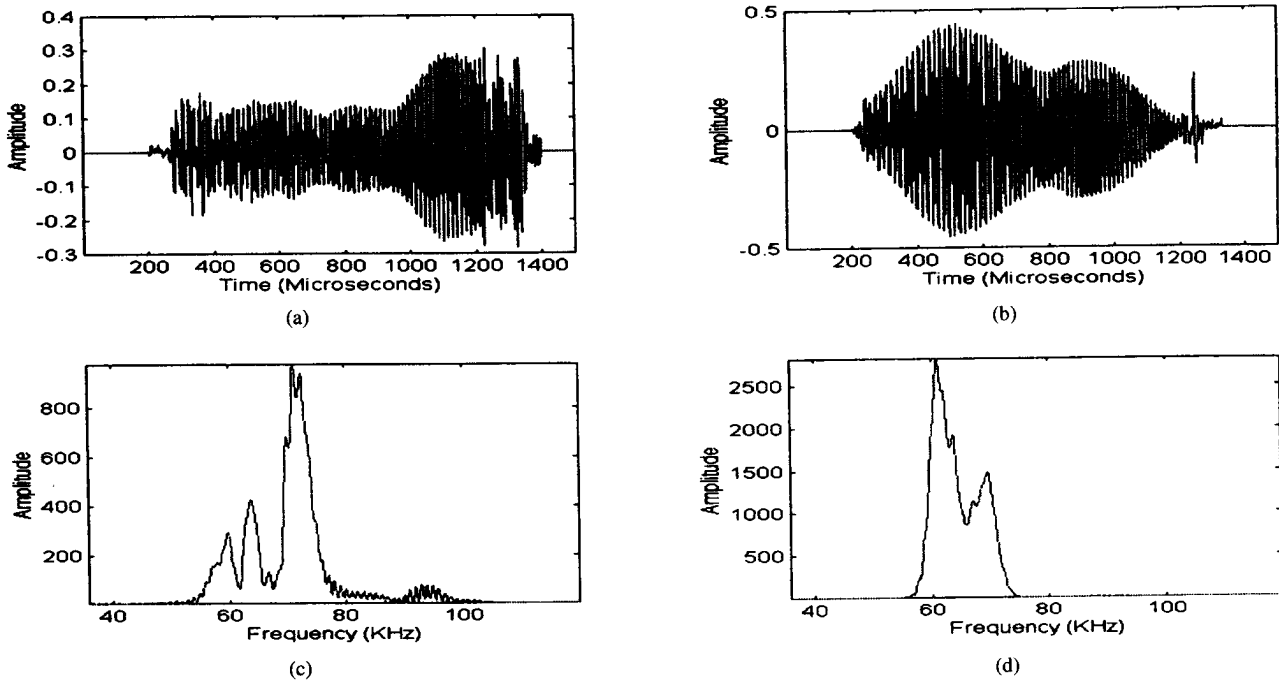 0.4
0.3
0.2
0.1
0
-0.1
-0.2
-0.3
Amplitude
200 400 600 800 1000 1200 1400
Time (Microseconds)
(a)
0.5
0
-0.5
Amplitude
200 400 600 800 1000 1200 1400
Time (Microseconds)
(b)
800
600
400
200
Amplitude
40 60 80 100
Frequency (KHz)
(c)
2500
2000
1500
1000
500
Amplitude
40 60 80 100
Frequency (KHz)
(d)